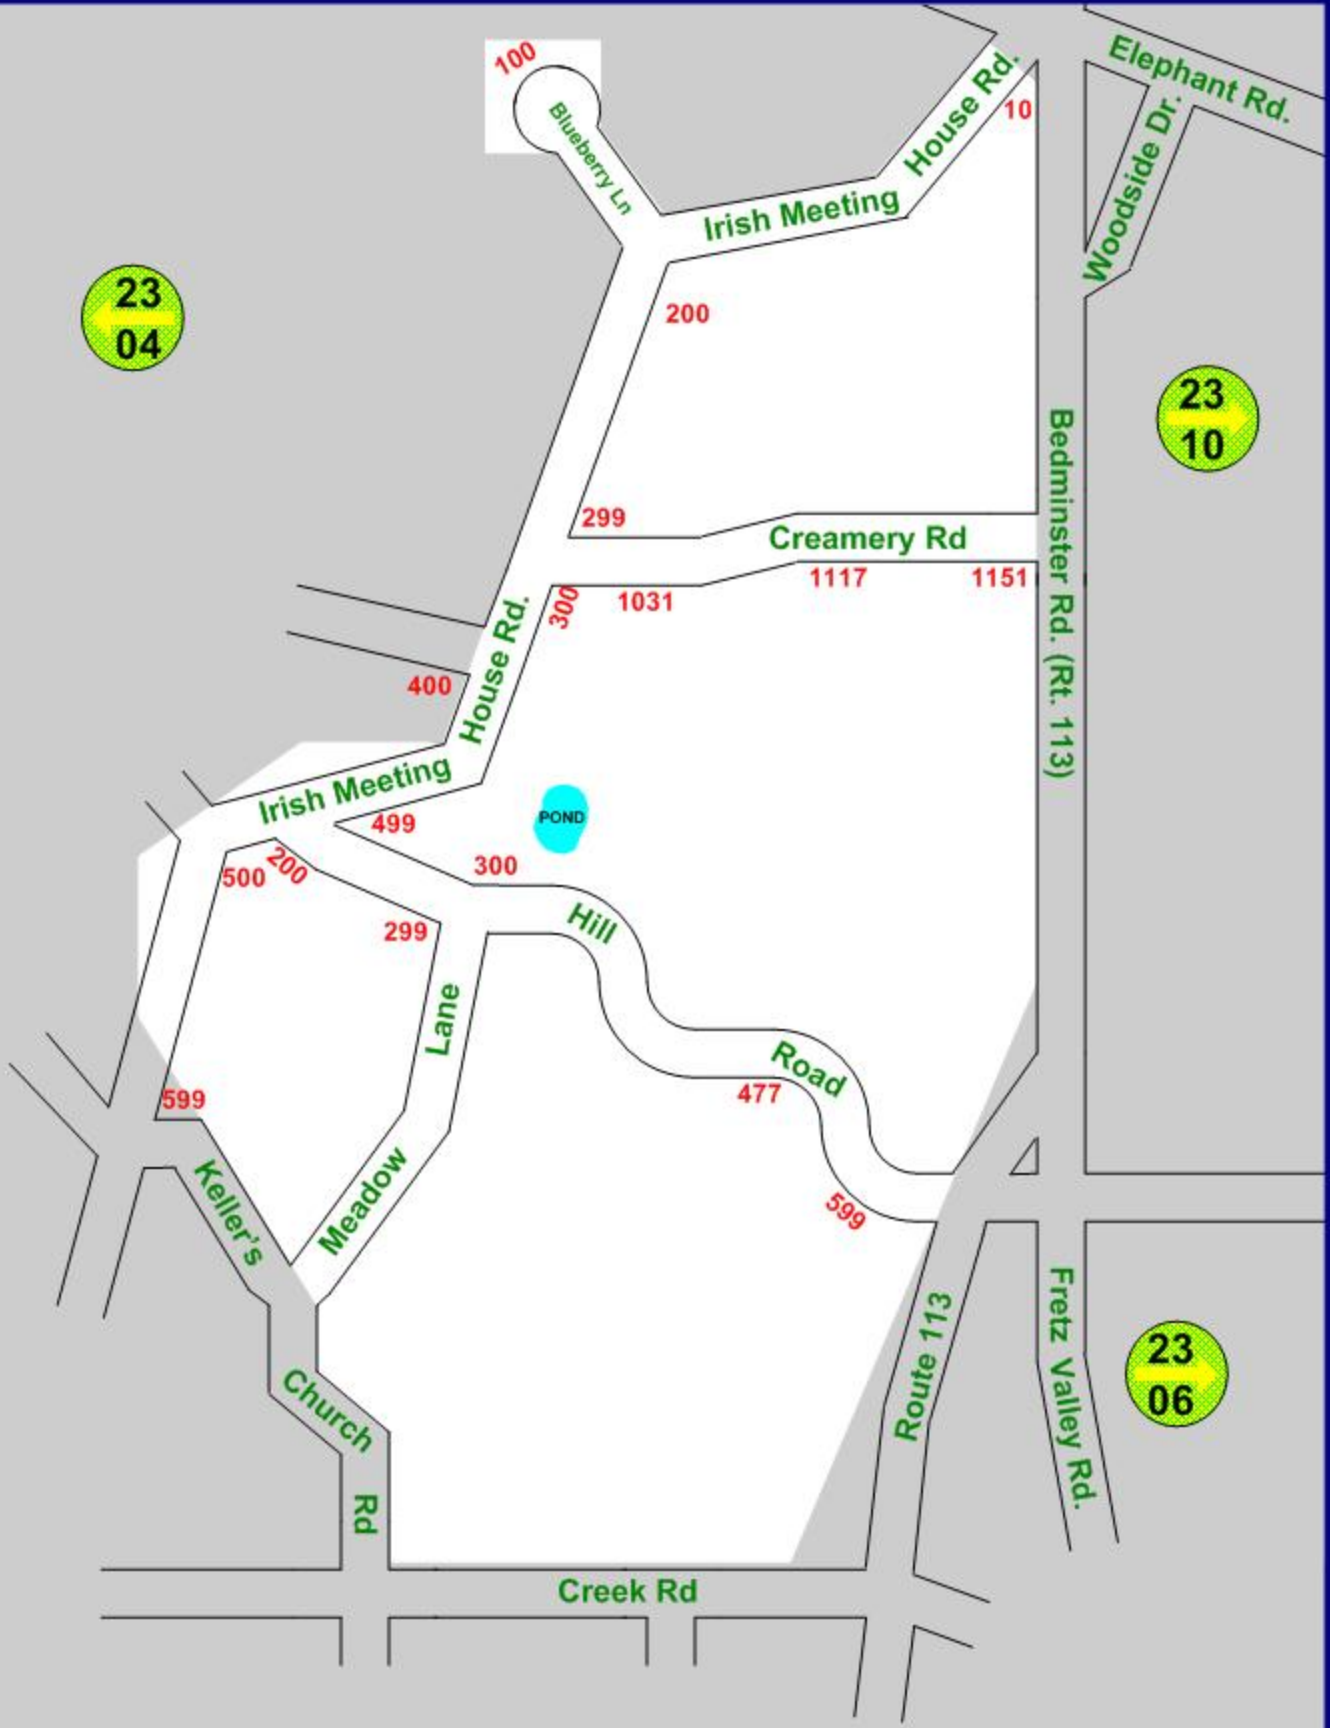 100
Blueberry Ln
House Rd.
10
Elephant Rd.
Woodside Dr.
Irish Meeting
23
04
200
23
10
Bedminster Rd. (Rt. 113)
299
Creamery Rd
1117
1151
300
1031
House Rd.
400
Irish Meeting
499
POND
500
200
300
299
Hill
Lane
Road
477
599
Keller's
Meadow
599
Route 113
Fretz Valley Rd.
23
06
Church
Rd
Creek Rd